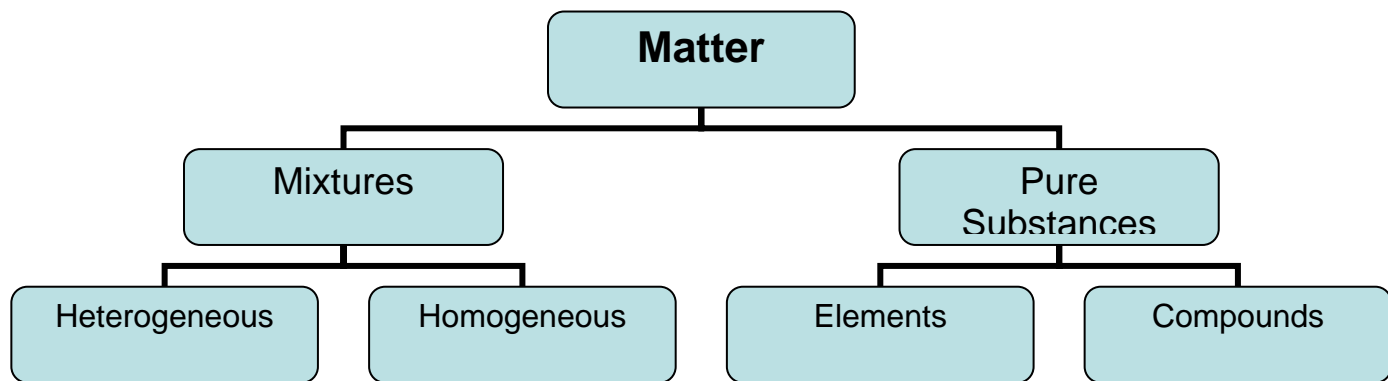 Matter
Mixtures
Pure
Substances
Heterogeneous
Homogeneous
Elements
Compounds